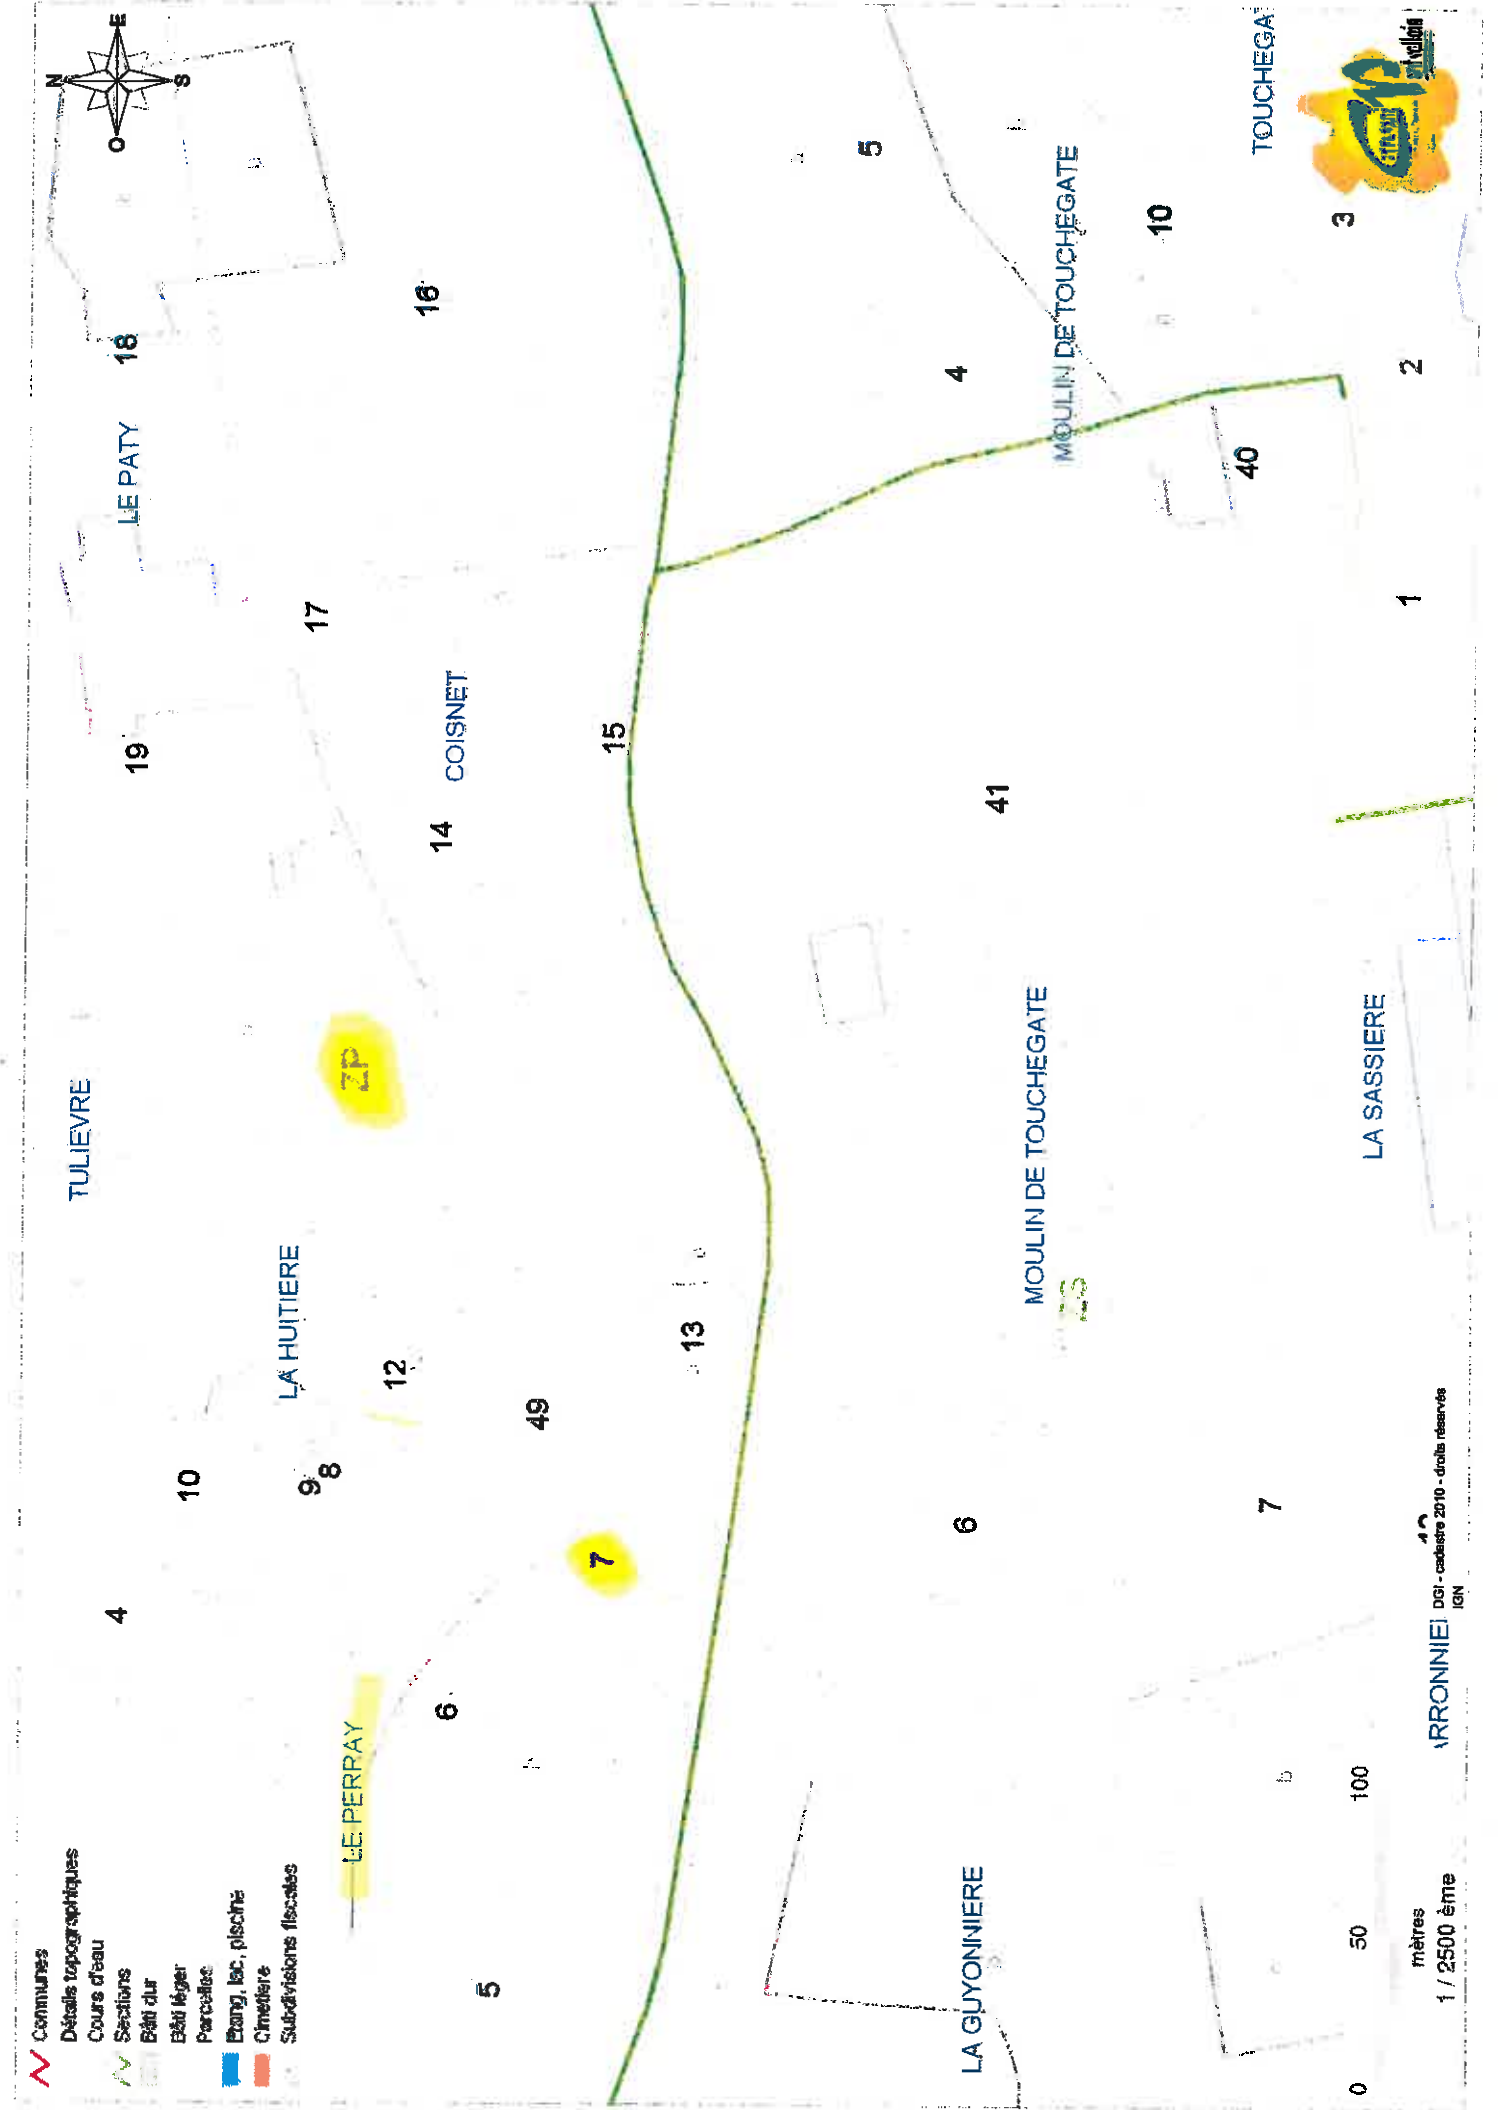 Communes
Détails topographiques
Cours d'eau
Sections
Bâti dur
Bâti léger
Parcelles
Etang, lac, piscine
Cimetière
Subdivisions fiscales
N
E
S
O
TULIEVRE
LE PATY
4
10
19
18
LA HUITIERE
9
8
17
LE PERRAY
ZP
12
6
14
COISNET
16
5
49
7
13
15
b
5
6
41
4
LA GUYONNIERE
MOULIN DE TOUCHEGATE
MOULIN DE TOUCHEGATE
ZS
10
7
40
TOUCHEGA
b
LA SASSIERE
3
0
50
100
mètres
1 / 2500 ème
RRONNIE
DGI - cadastre 2010 - droits réservés
IGN
1
2